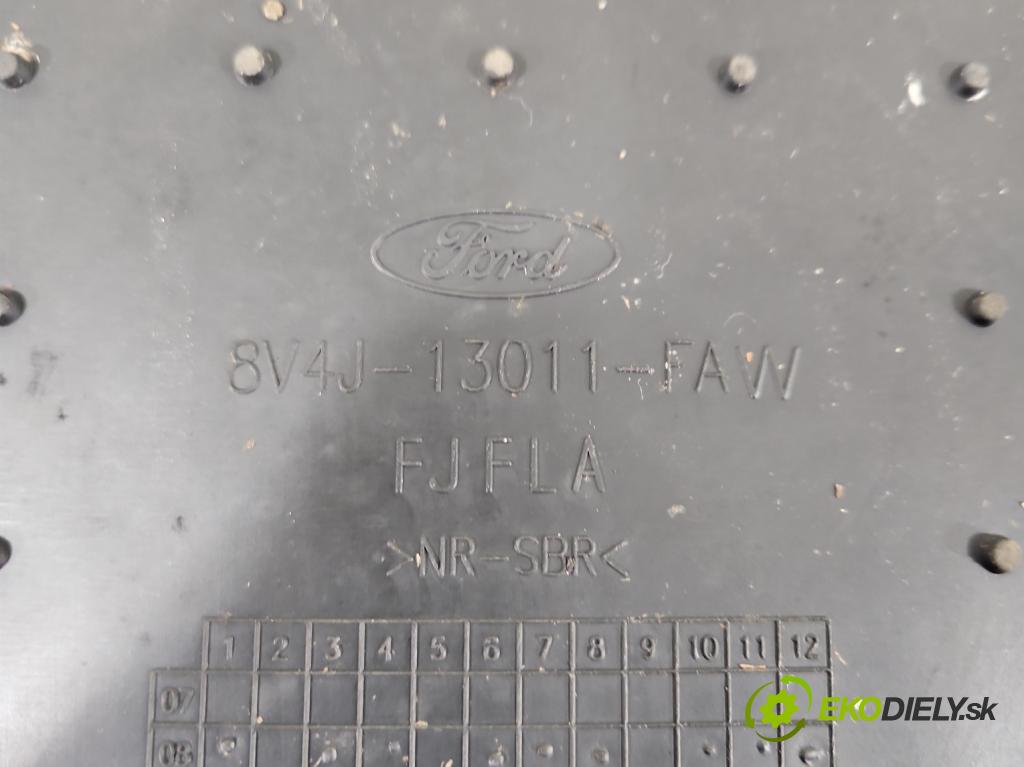 Ford
8V4J-13011-FAW
FJFLA
>NR-SBR<
1 2 3 4 5 6 7 8 9 10 11 12
07
08
EKODIELY.sk